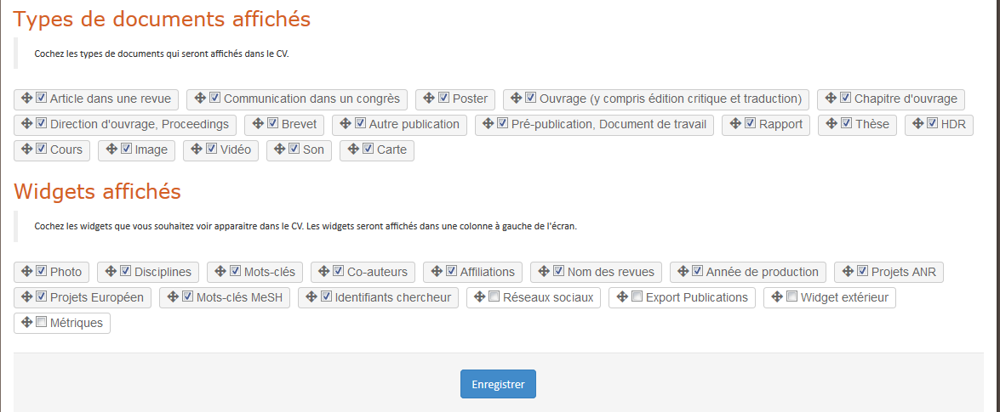 Types de documents affichés
Cochez les types de documents qui seront affichés dans le CV.
Article dans une revue Communication dans un congrès Poster Ouvrage (y compris édition critique et traduction) Chapitre d'ouvrage
Direction d'ouvrage, Proceedings Brevet Autre publication Pré-publication, Document de travail Rapport Thèse HDR
Cours Image Vidéo Son Carte
Widgets affichés
Cochez les widgets que vous souhaitez voir apparaitre dans le CV. Les widgets seront affichés dans une colonne à gauche de l'écran.
Photo Disciplines Mots-clés Co-auteurs Affiliations Nom des revues Année de production Projets ANR
Projets Européen Mots-clés MeSH Identifiants chercheur Réseaux sociaux Export Publications Widget extérieur
Métriques
Enregistrer